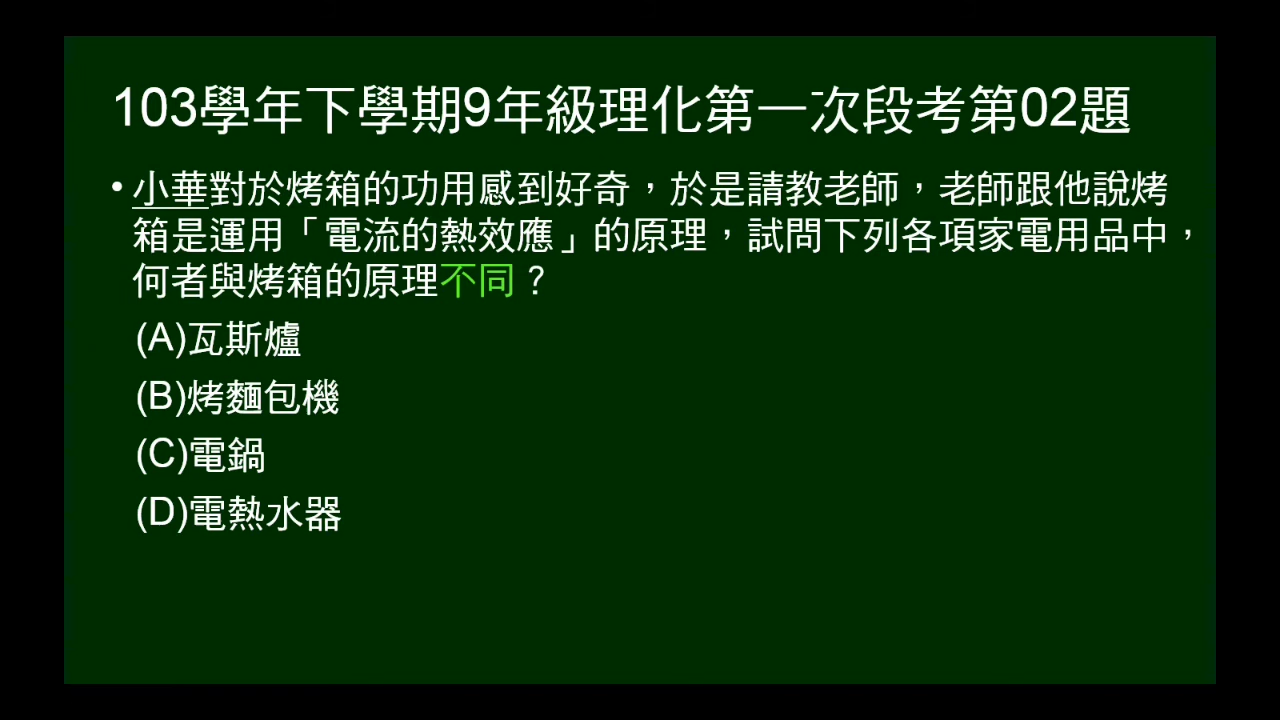 103學年下學期9年級理化第一次段考第02題
• 小華對於烤箱的功用感到好奇，於是請教老師，老師跟他說烤
箱是運用「電流的熱效應」的原理，試問下列各項家電用品中，
何者與烤箱的原理不同？
(A)瓦斯爐
(B)烤麵包機
(C)電鍋
(D)電熱水器